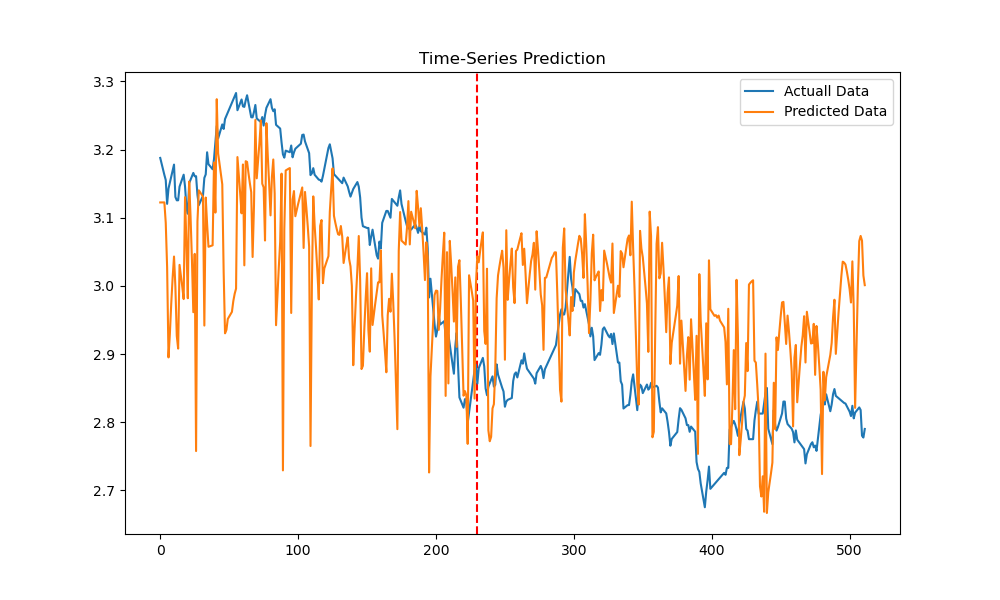 Time-Series Prediction
Actuall Data
Predicted Data
3.3
3.2
3.1
3.0
2.9
2.8
2.7
0 100 200 300 400 500